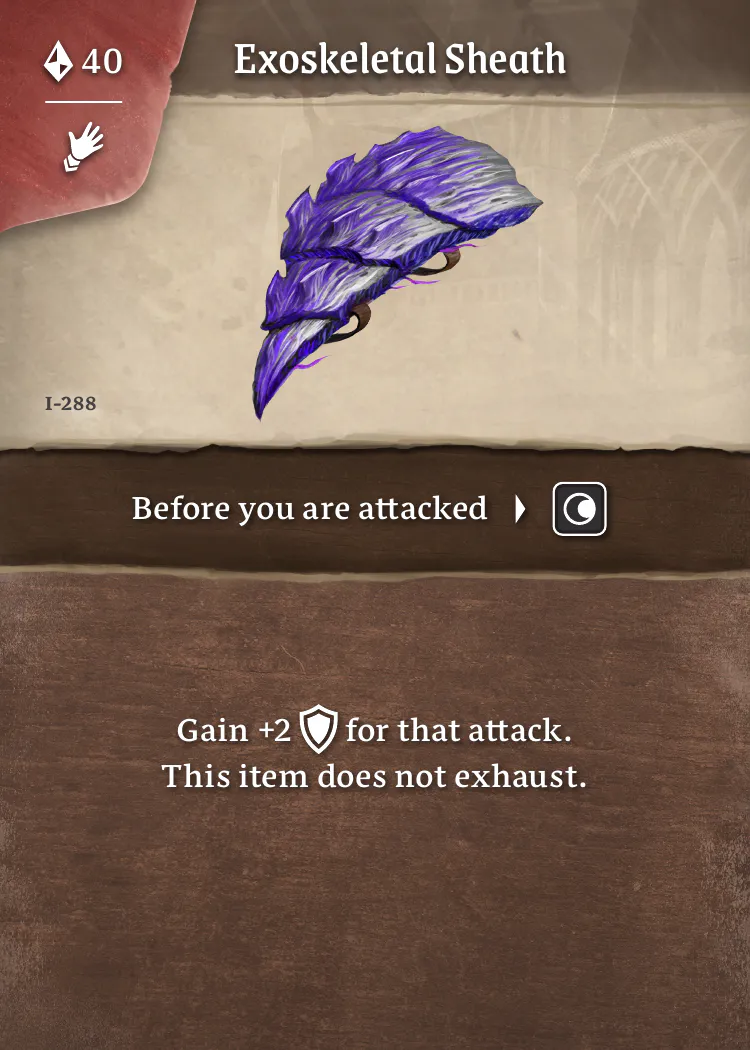 40
Exoskeletal Sheath
I-288
Before you are attacked
Gain +2 for that attack.
This item does not exhaust.